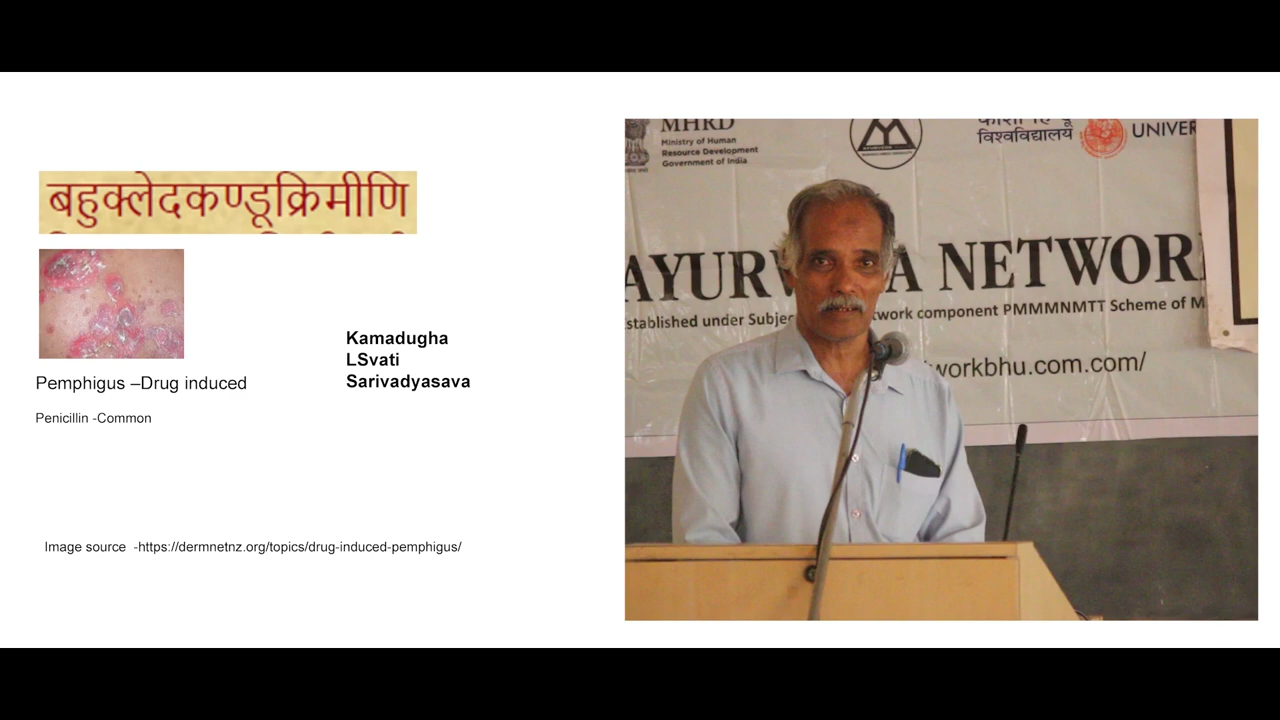 बहुक्लेदकण्डूक्रिमीणि
Pemphigus –Drug induced
Penicillin -Common
Kamadugha
LSvati
Sarivadyasava
Image source -https://dermnetnz.org/topics/drug-induced-pemphigus/
MHRD
Ministry of Human
Resource Development
Government of India
विश्वविद्यालय
UNIVER
AYURV A NETWOR
stablished under Subjec twork component PMMMNMTT Scheme of M
tworkbhu.com.com/